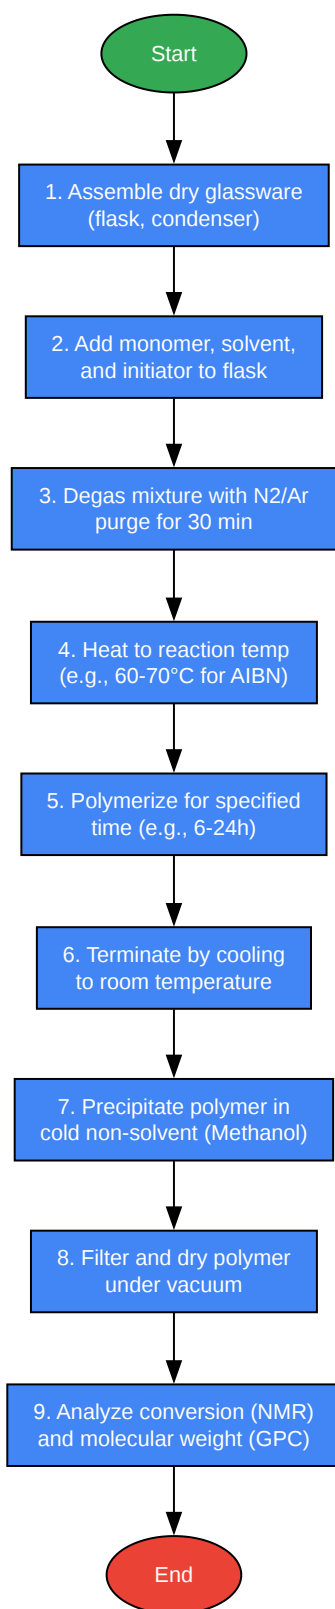 Start
1. Assemble dry glassware
(flask, condenser)
2. Add monomer, solvent,
and initiator to flask
3. Degas mixture with N2/Ar
purge for 30 min
4. Heat to reaction temp
(e.g., 60-70°C for AIBN)
5. Polymerize for specified
time (e.g., 6-24h)
6. Terminate by cooling
to room temperature
7. Precipitate polymer in
cold non-solvent (Methanol)
8. Filter and dry polymer
under vacuum
9. Analyze conversion (NMR)
and molecular weight (GPC)
End